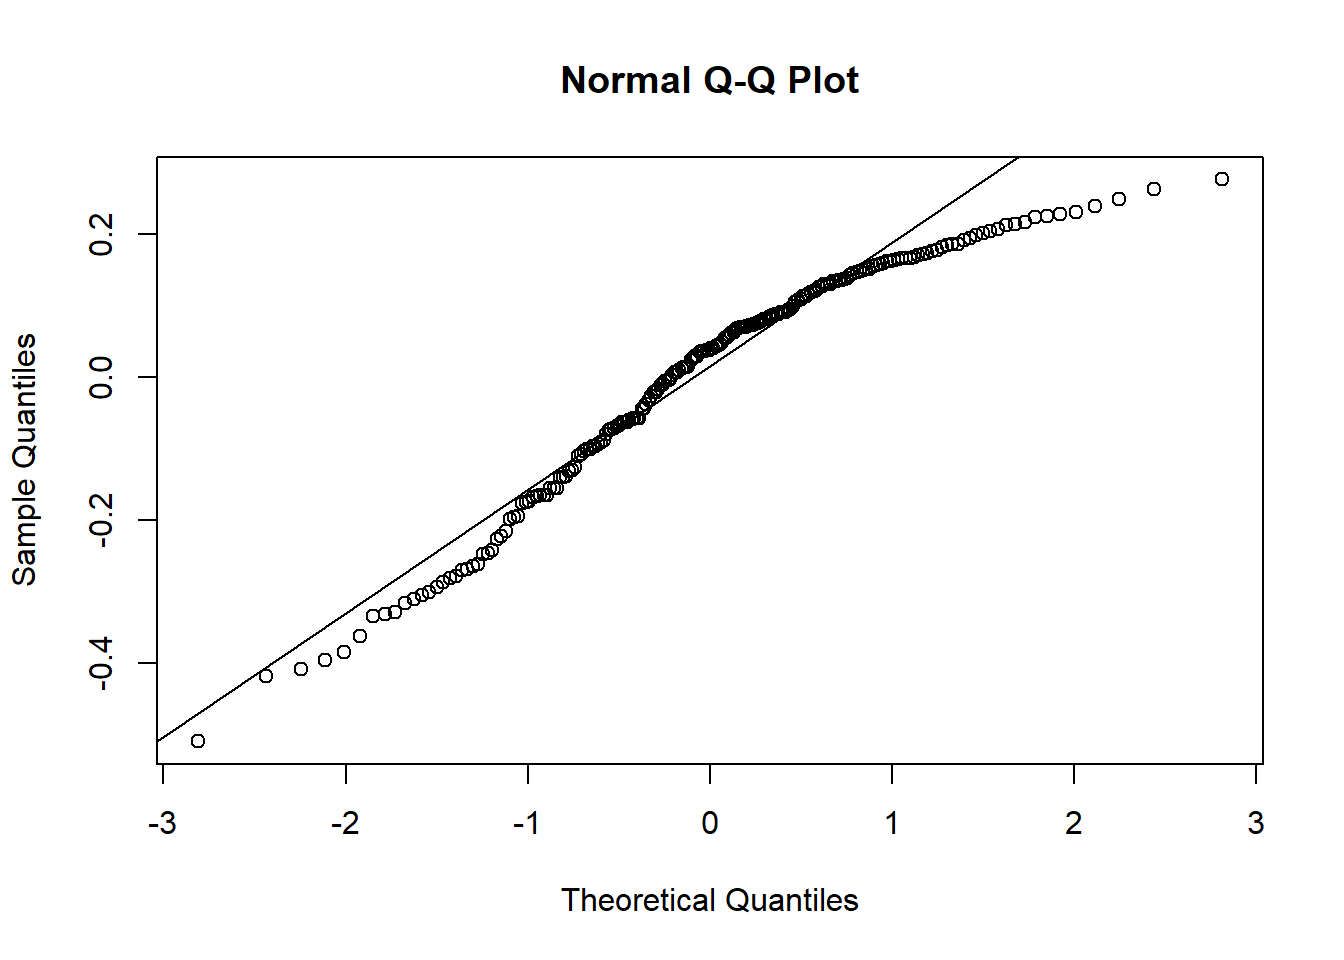 Normal Q-Q Plot
Sample Quantiles
0.2
0.0
-0.2
-0.4
-3 -2 -1 0 1 2 3
Theoretical Quantiles